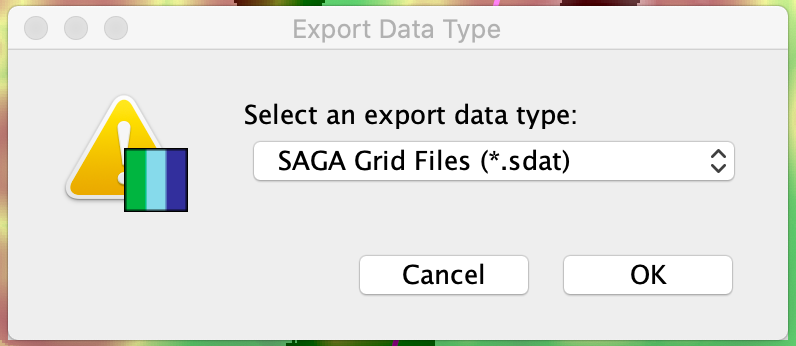 Export Data Type
Select an export data type:
SAGA Grid Files (*.sdat)
Cancel
OK